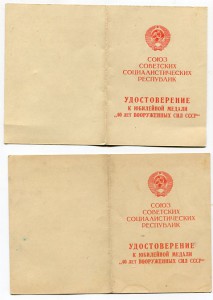 СОЮЗ
СОВЕТСКИХ
СОЦИАЛИСТИЧЕСКИХ
РЕСПУБЛИК
УДОСТОВЕРЕНИЕ
К ЮБИЛЕЙНОЙ МЕДАЛИ
„60 ЛЕТ ВООРУЖЕННЫХ СИЛ СССР“
СОЮЗ
СОВЕТСКИХ
СОЦИАЛИСТИЧЕСКИХ
РЕСПУБЛИК
УДОСТОВЕРЕНИЕ
К ЮБИЛЕЙНОЙ МЕДАЛИ
„60 ЛЕТ ВООРУЖЕННЫХ СИЛ СССР“